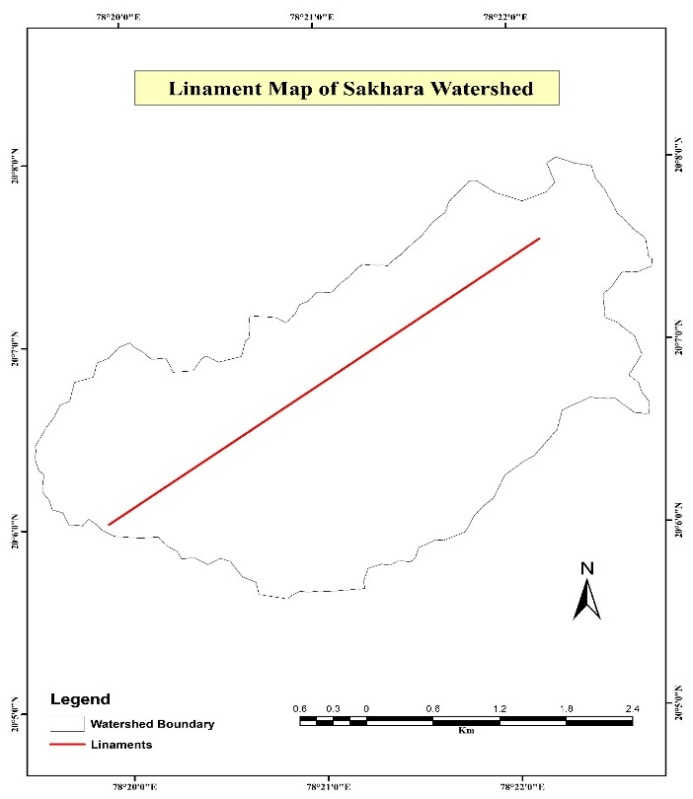 78°20'0"E 78°21'0"E 78°22'0"E
Linament Map of Sakhara Watershed
20°8'0"N 20°8'0"N
20°7'0"N 20°7'0"N
20°6'0"N 20°6'0"N
N
Legend
Watershed Boundary
Linaments
0.6 0.3 0 0.6 1.2 1.8 2.4
Km
20°5'0"N 20°5'0"N
78°20'0"E 78°21'0"E 78°22'0"E